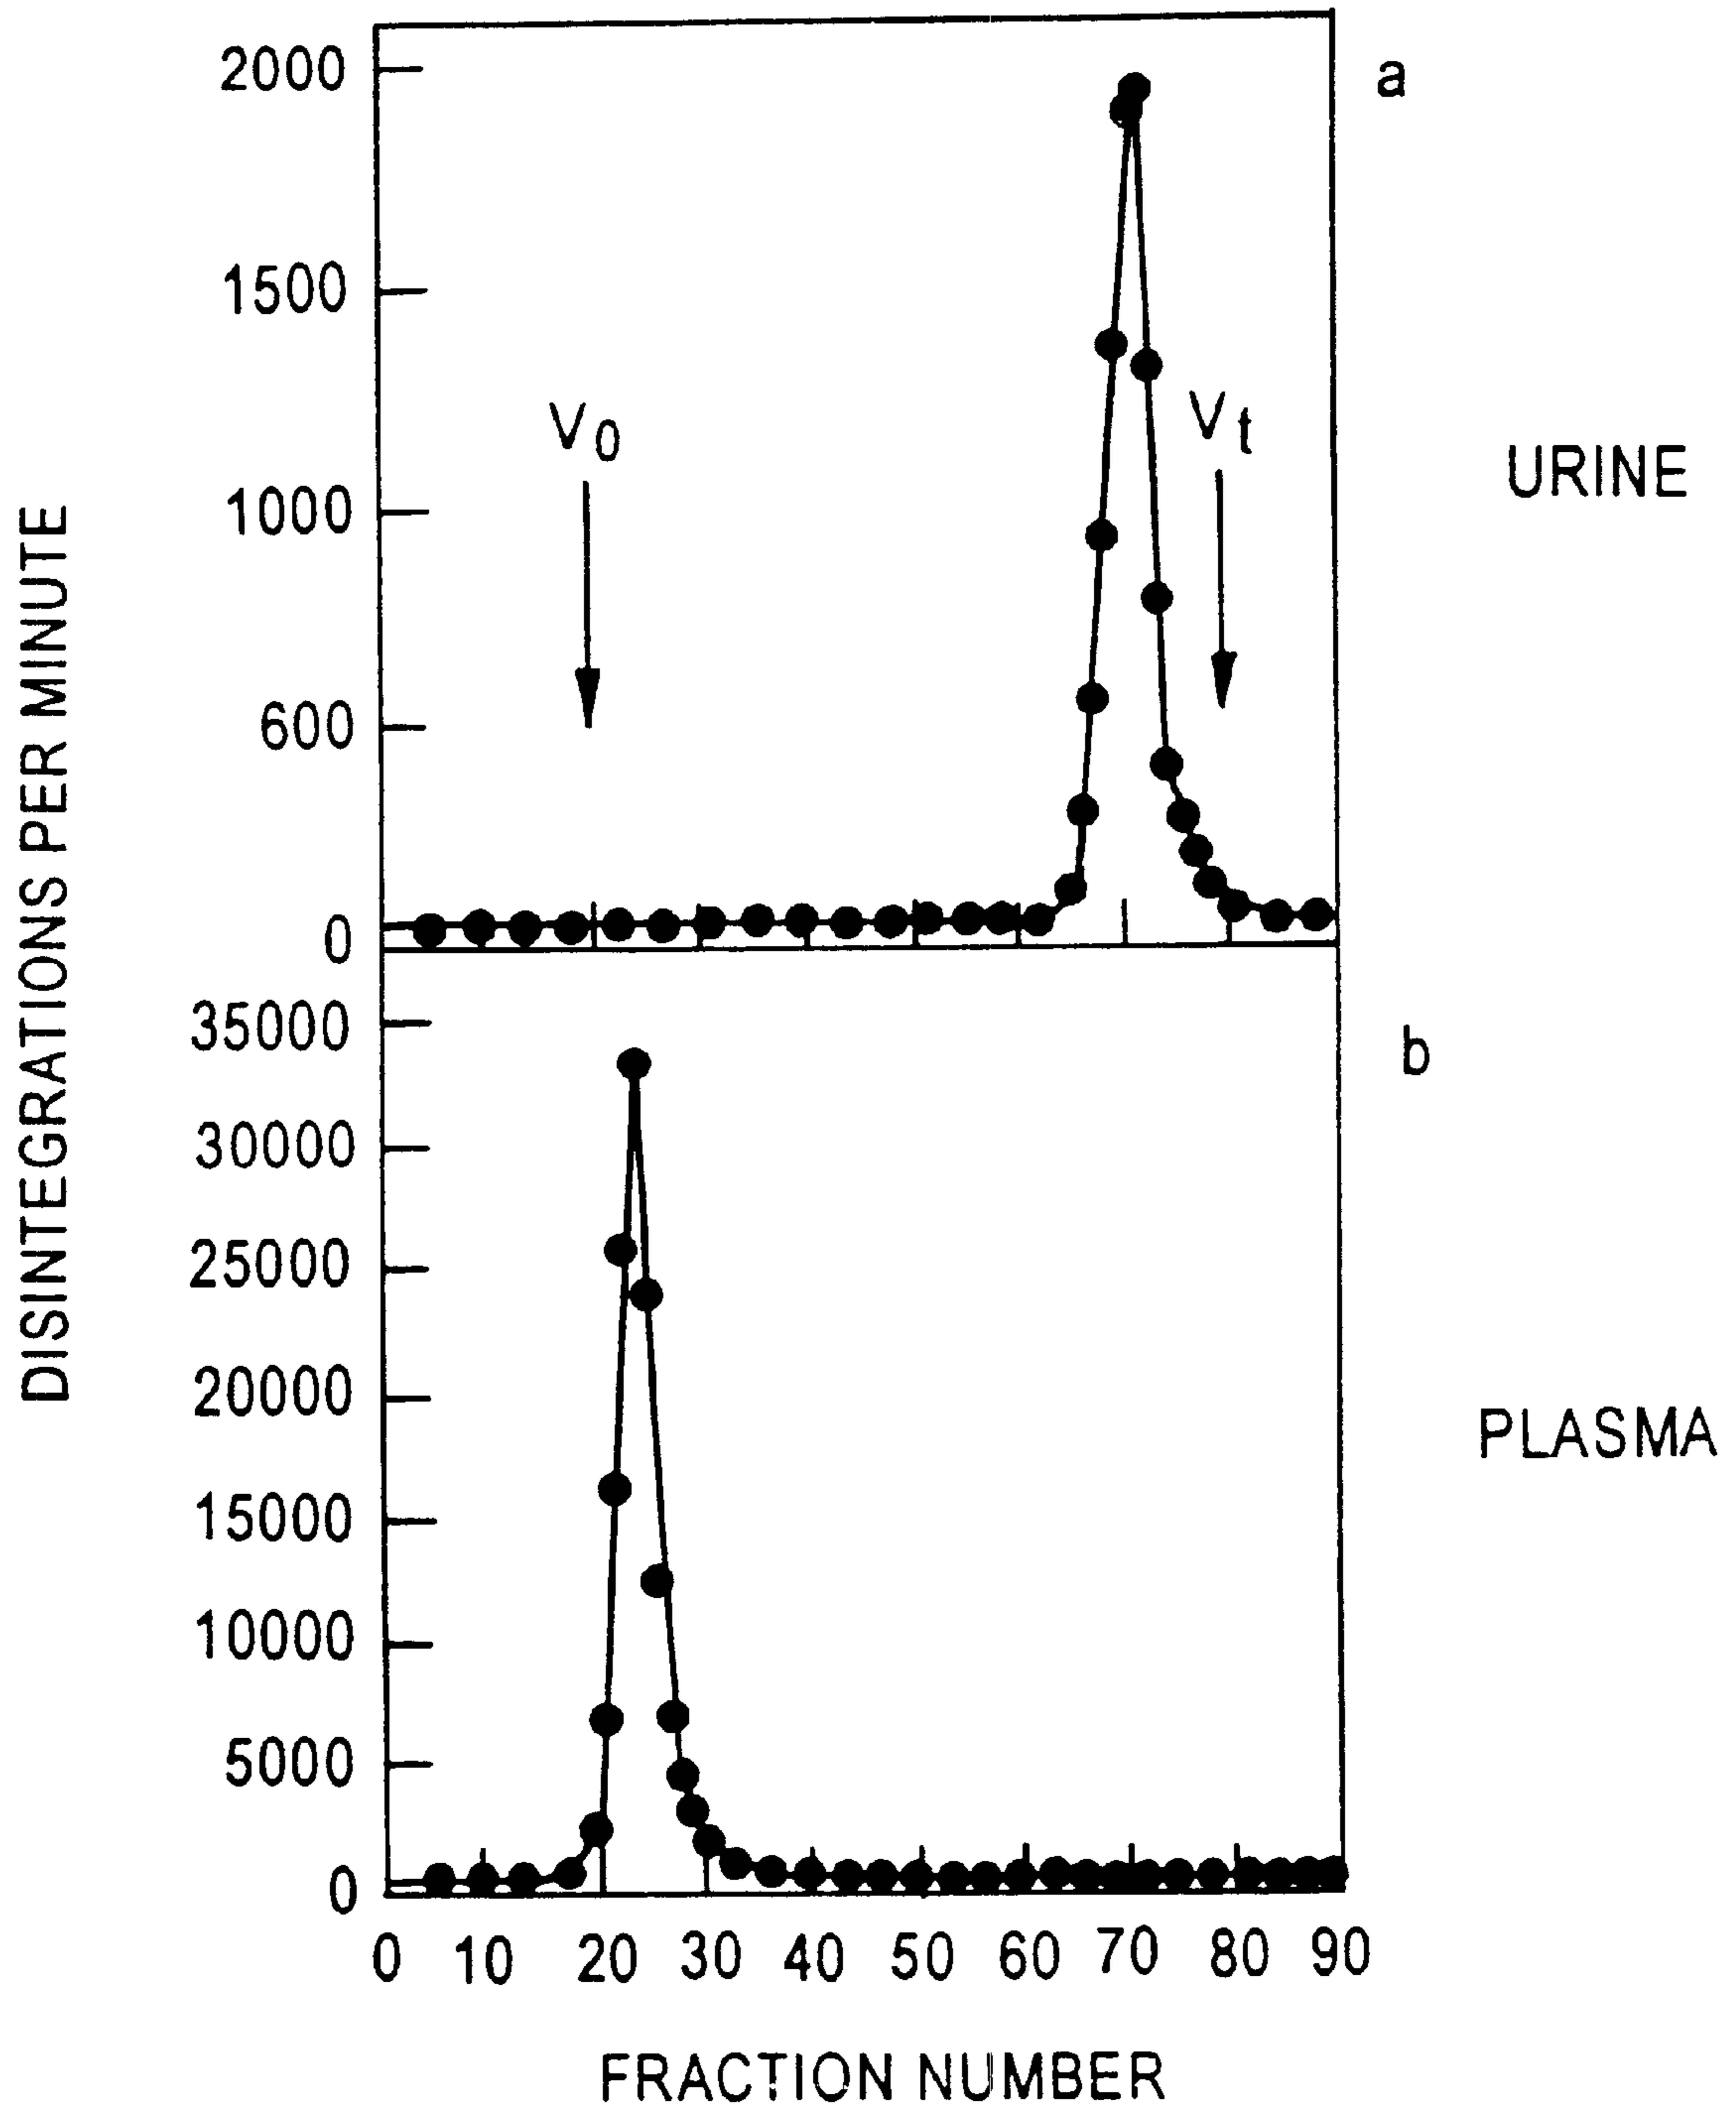 DISINTEGRATIONS PER MINUTE
2000
1500
1000
600
0
V0
Vt
a
URINE
35000
30000
25000
20000
15000
10000
5000
0
b
PLASMA
0 10 20 30 40 50 60 70 80 90
FRACTION NUMBER